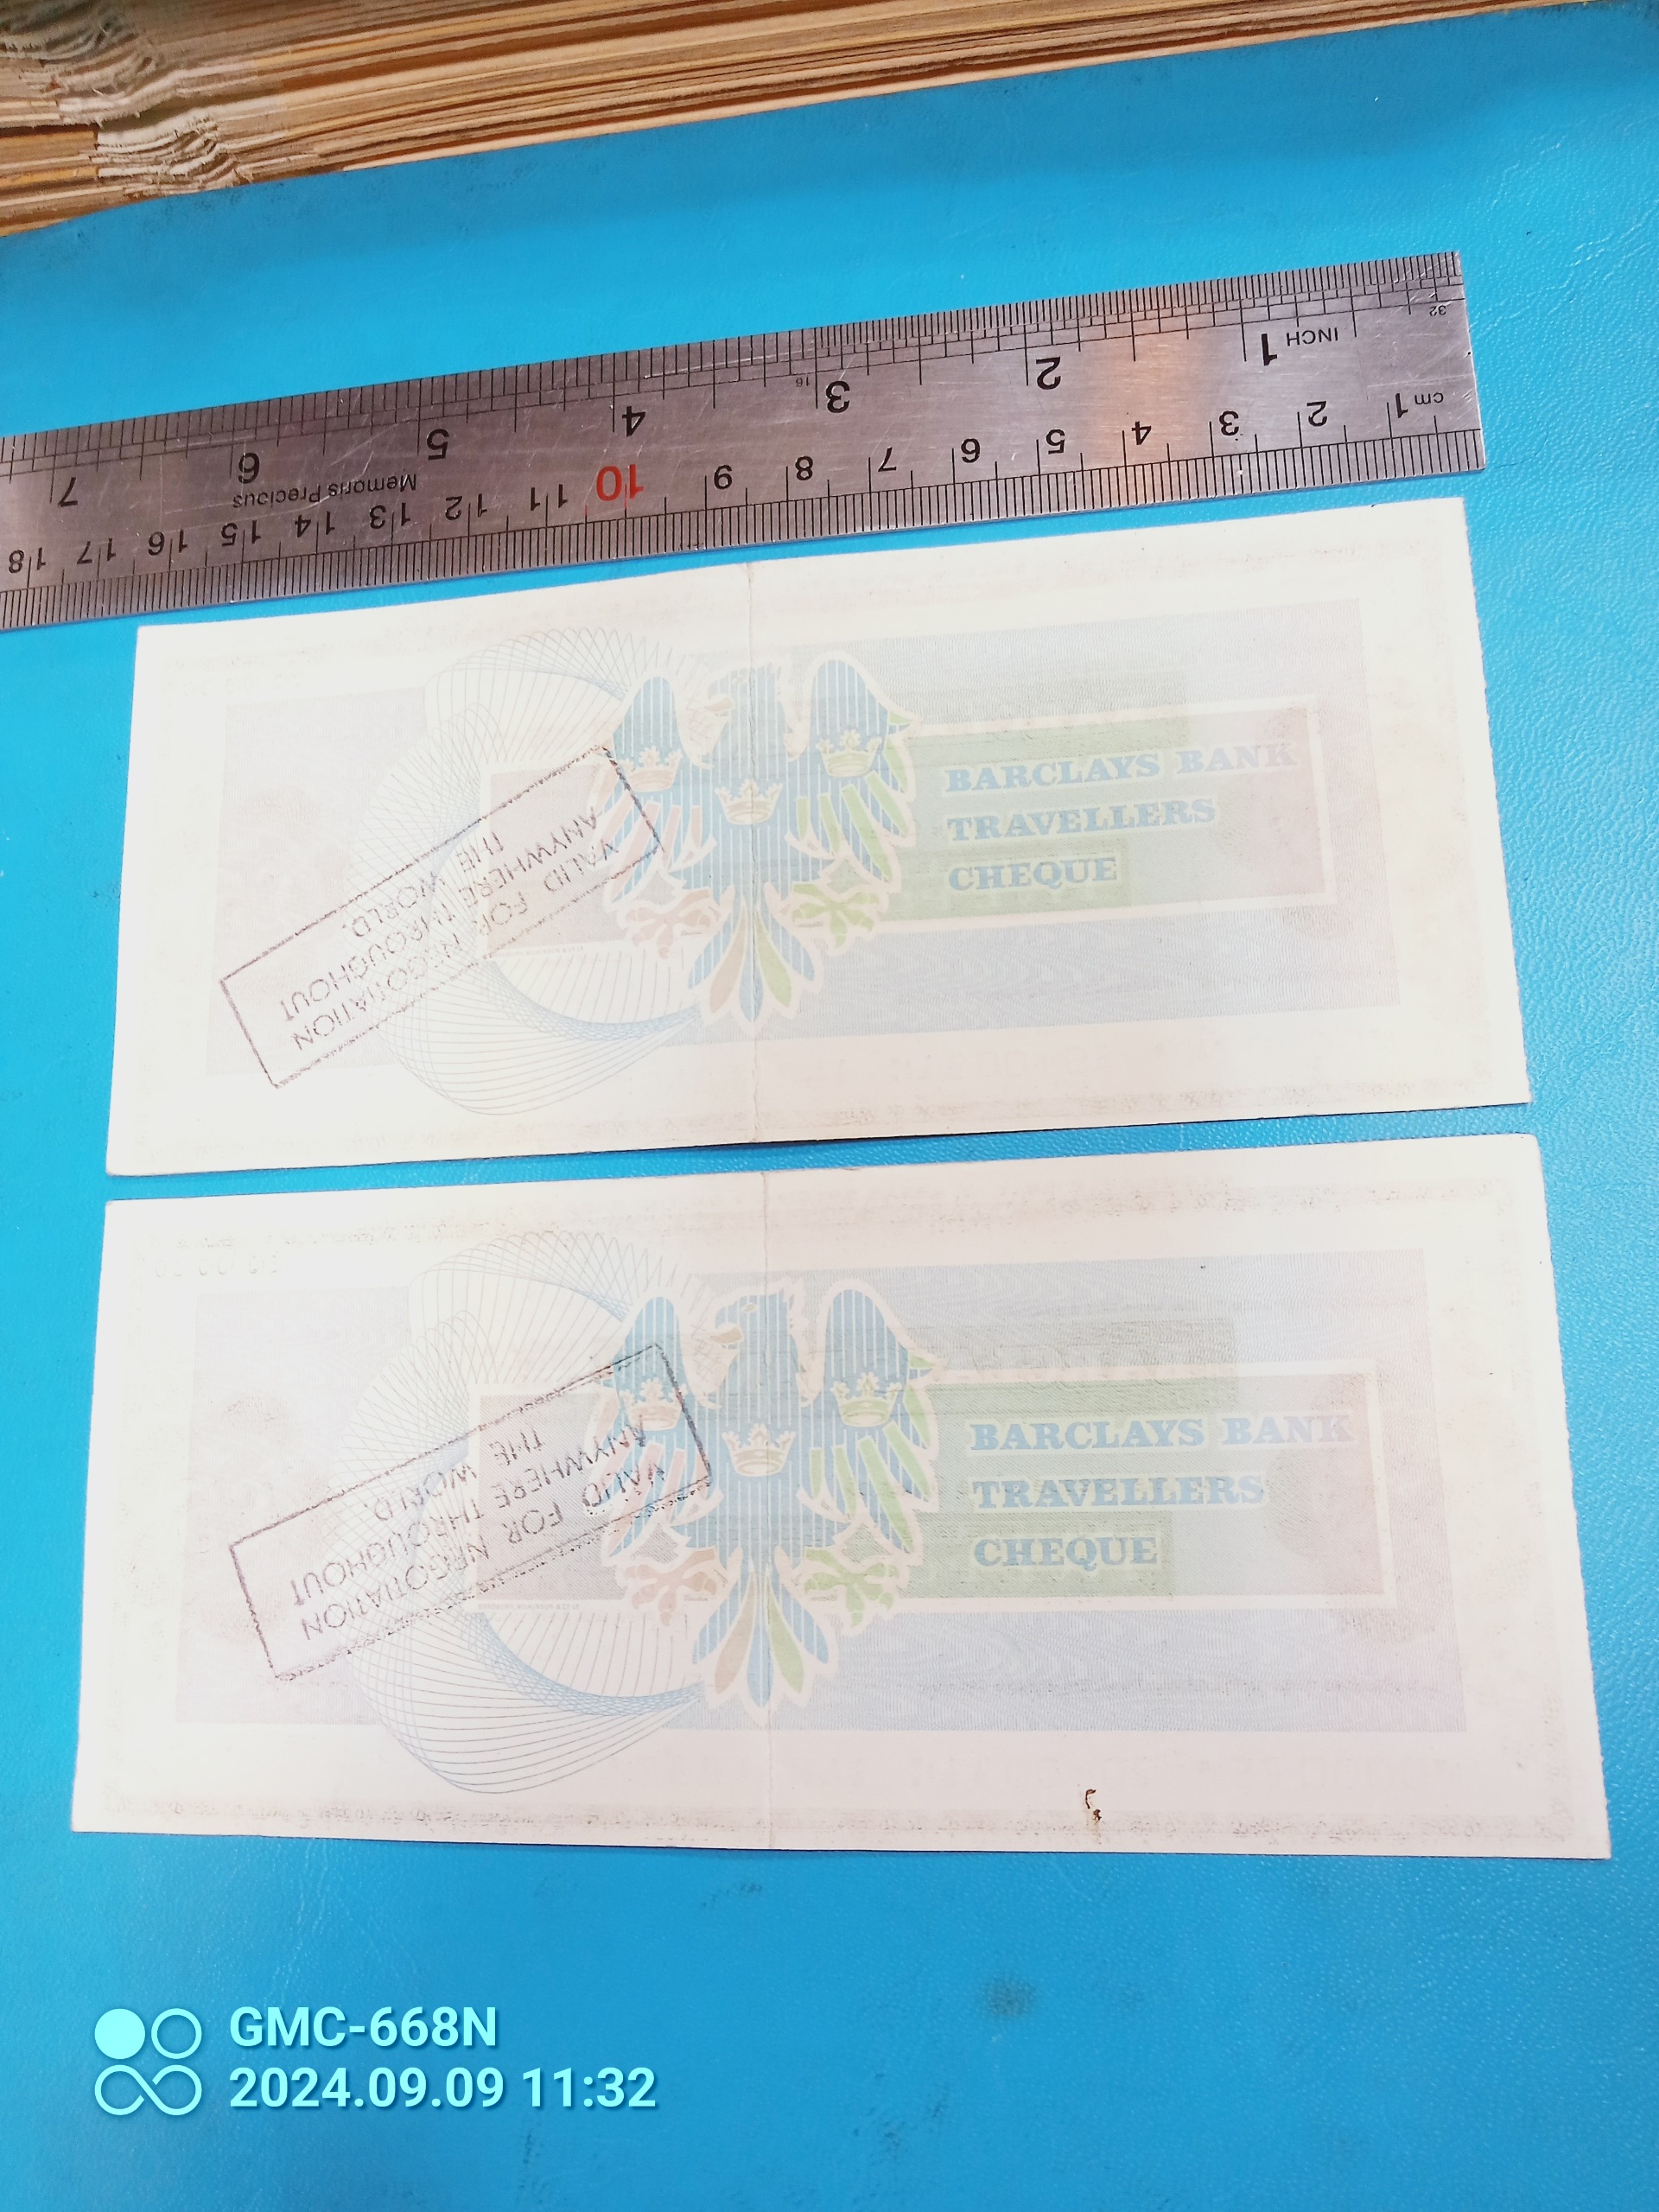 32
INCH 1 2 3 4 5 6 7
16
cm 1 2 3 4 5 6 7 8 9 10 11 12 13 14 15 16 17 18
Memoris Precious
BARCLAYS BANK
TRAVELLERS
CHEQUE
VALID FOR NEGOTIATION
ANYWHERE THROUGHOUT
THE WORLD.
BARCLAYS BANK
TRAVELLERS
CHEQUE
VALID FOR NEGOTIATION
ANYWHERE THROUGHOUT
THE WORLD.
GMC-668N
2024.09.09 11:32